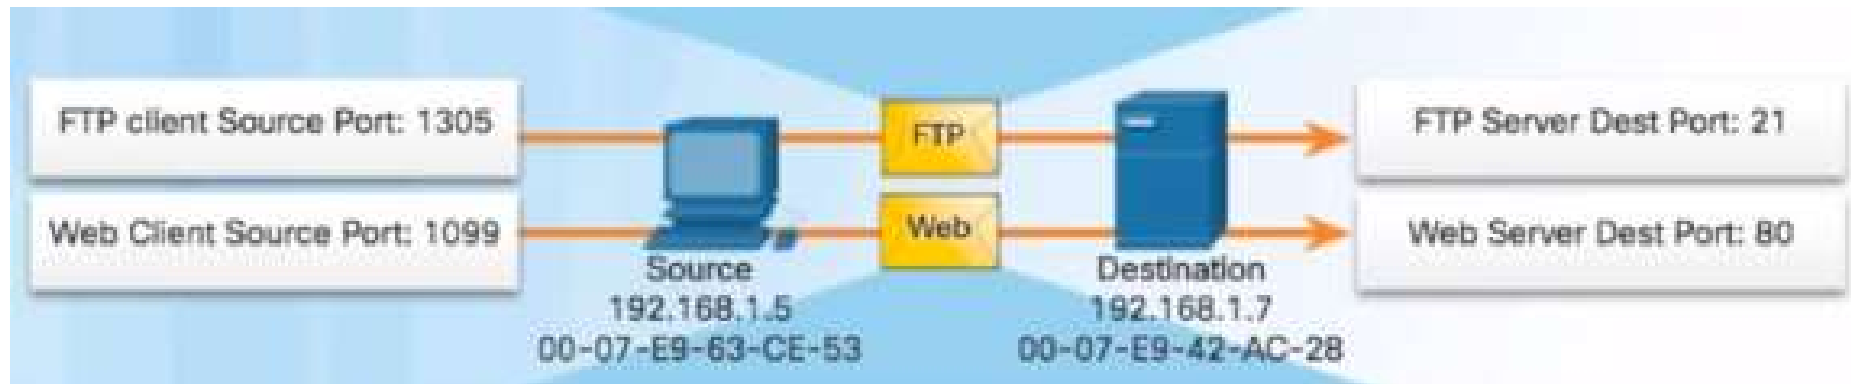 FTP client Source Port: 1305
FTP
FTP Server Dest Port: 21
Web Client Source Port: 1099
Web
Web Server Dest Port: 80
Source
192.168.1.5
00-07-E9-63-CE-53
Destination
192.168.1.7
00-07-E9-42-AC-28